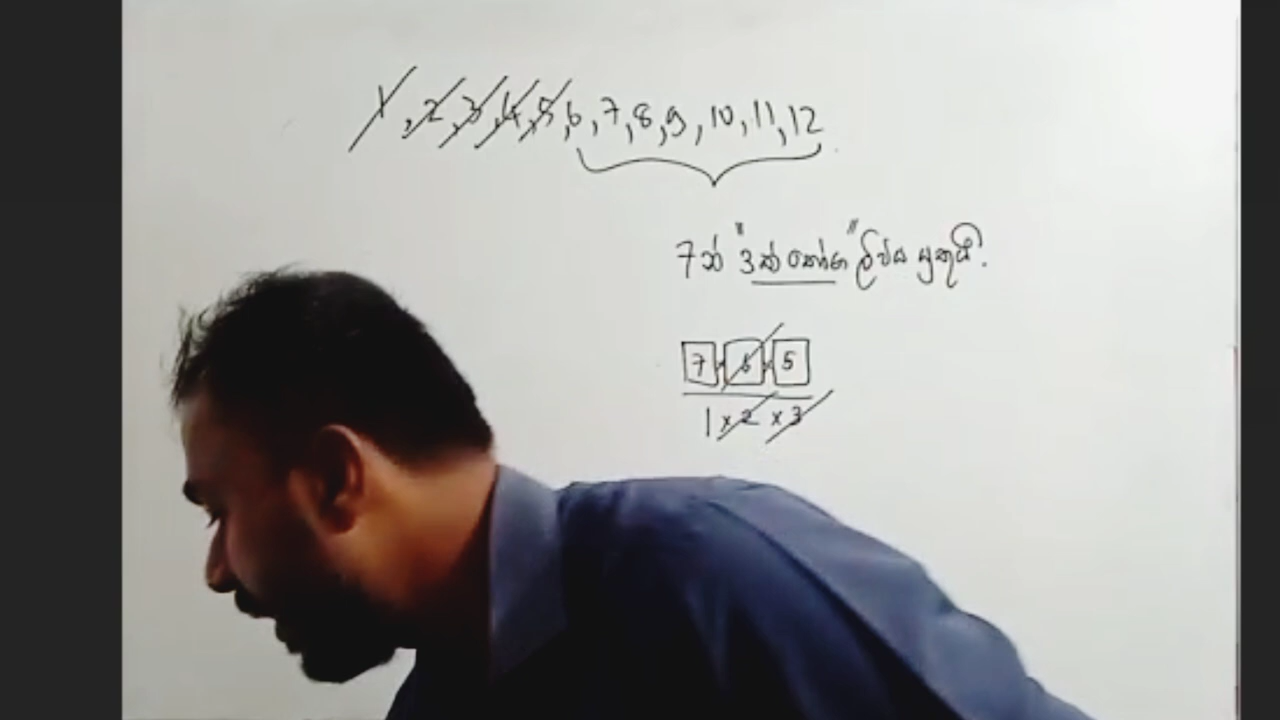 1, 2, 3, 4, 5, 6, 7, 8, 9, 10, 11, 12
7න් "3ක් තෝරා" ලිවිය යුතුයි.
7 . 6 . 5
1 x 2 x 3